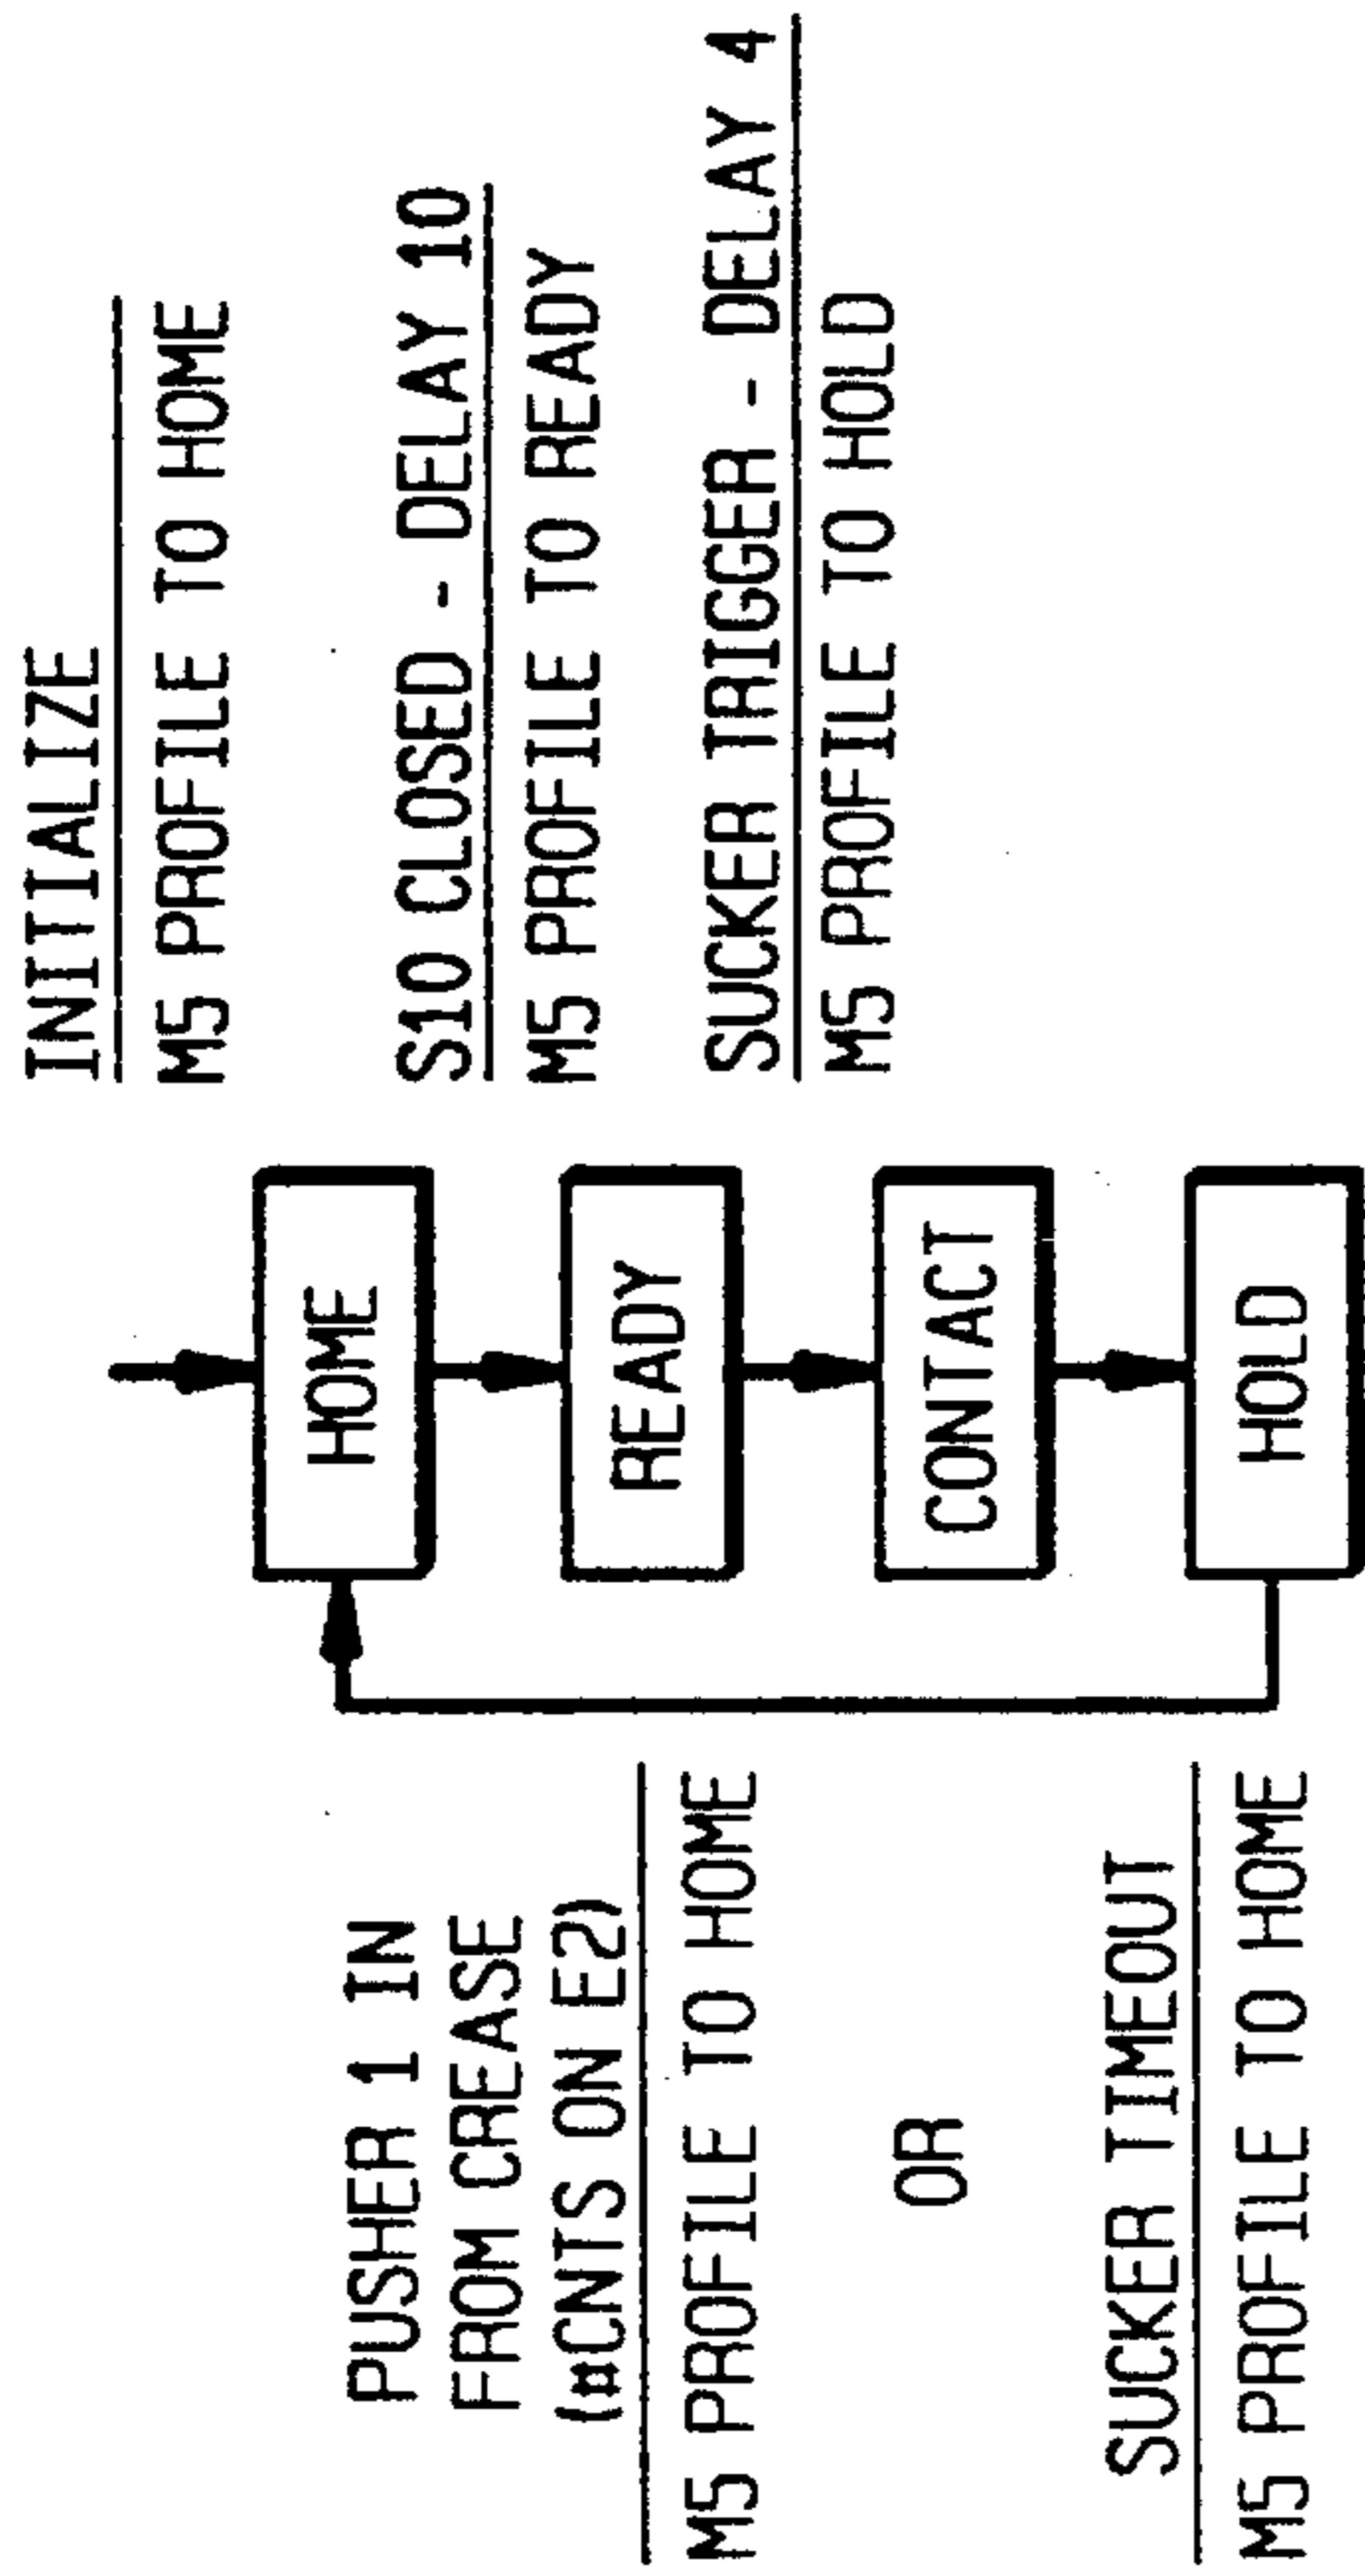 INITIALIZE
M5 PROFILE TO HOME
HOME
S10 CLOSED - DELAY 10
M5 PROFILE TO READY
READY
SUCKER TRIGGER - DELAY 4
M5 PROFILE TO HOLD
CONTACT
HOLD
PUSHER 1 IN
FROM CREASE
(#CNTS ON E2)
M5 PROFILE TO HOME
OR
SUCKER TIMEOUT
M5 PROFILE TO HOME